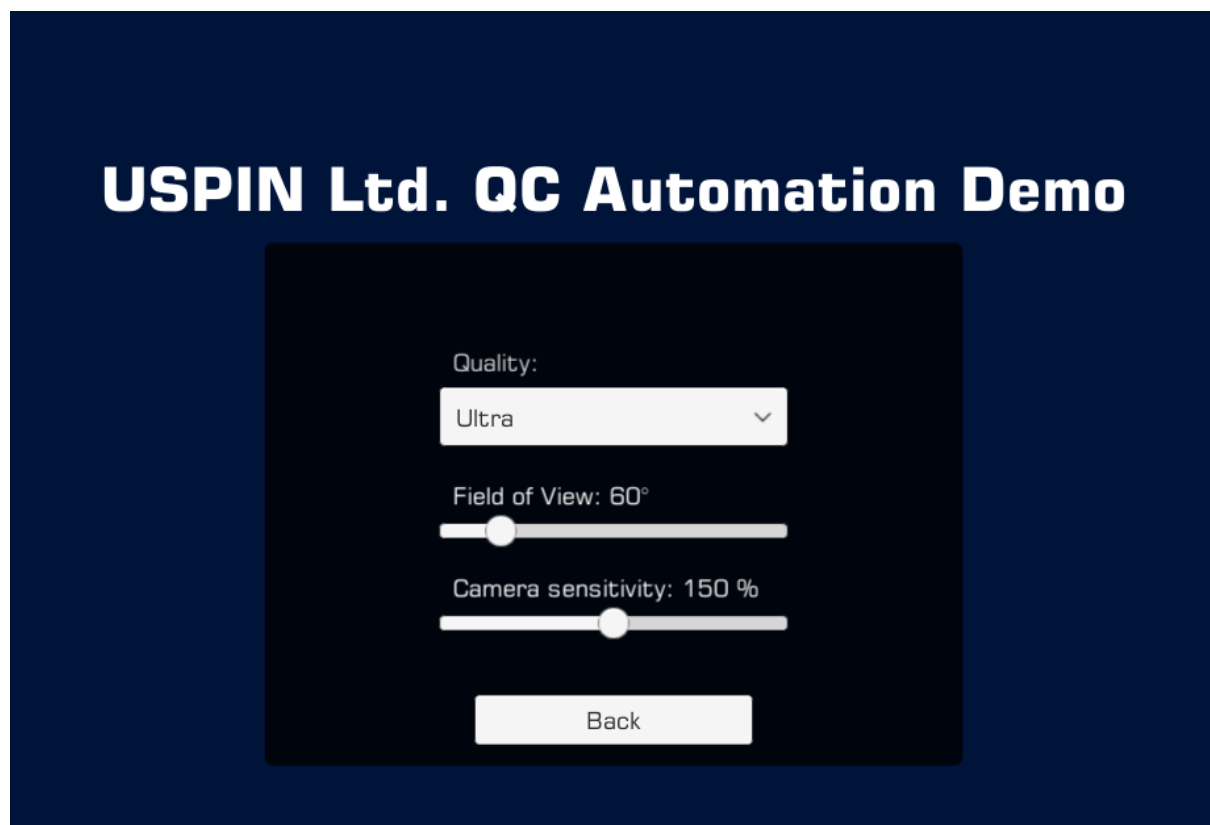 USPIN Ltd. QC Automation Demo
Quality:
Ultra
Field of View: 60°
Camera sensitivity: 150 %
Back